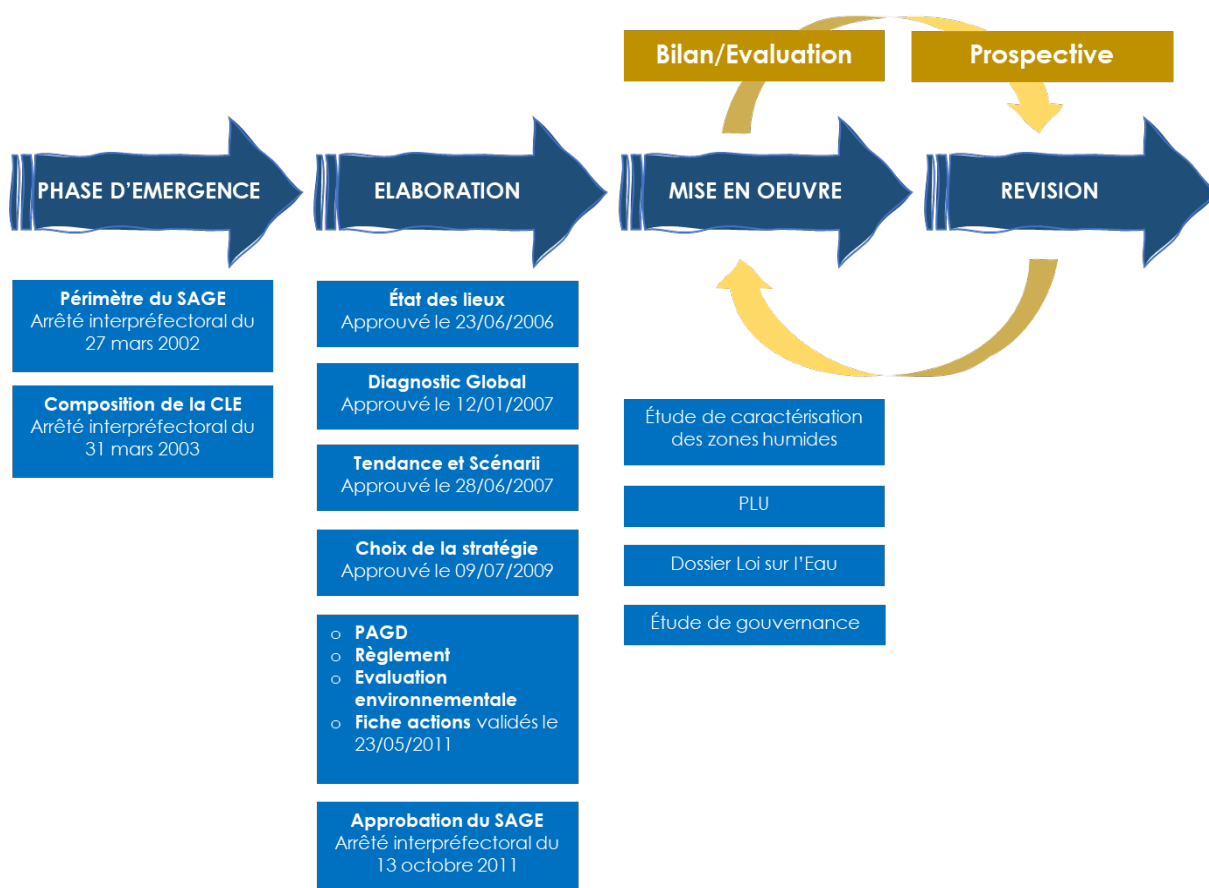 Bilan/Evaluation
Prospective
PHASE D'EMERGENCE
ELABORATION
MISE EN OEUVRE
REVISION
Périmètre du SAGE
Arrêté interpréfectoral du
27 mars 2002
Composition de la CLE
Arrêté interpréfectoral du
31 mars 2003
État des lieux
Approuvé le 23/06/2006
Diagnostic Global
Approuvé le 12/01/2007
Tendance et Scénarii
Approuvé le 28/06/2007
Choix de la stratégie
Approuvé le 09/07/2009
o PAGD
o Règlement
o Evaluation
environnementale
o Fiche actions validés le
23/05/2011
Approbation du SAGE
Arrêté interpréfectoral du
13 octobre 2011
Étude de caractérisation
des zones humides
PLU
Dossier Loi sur l'Eau
Étude de gouvernance